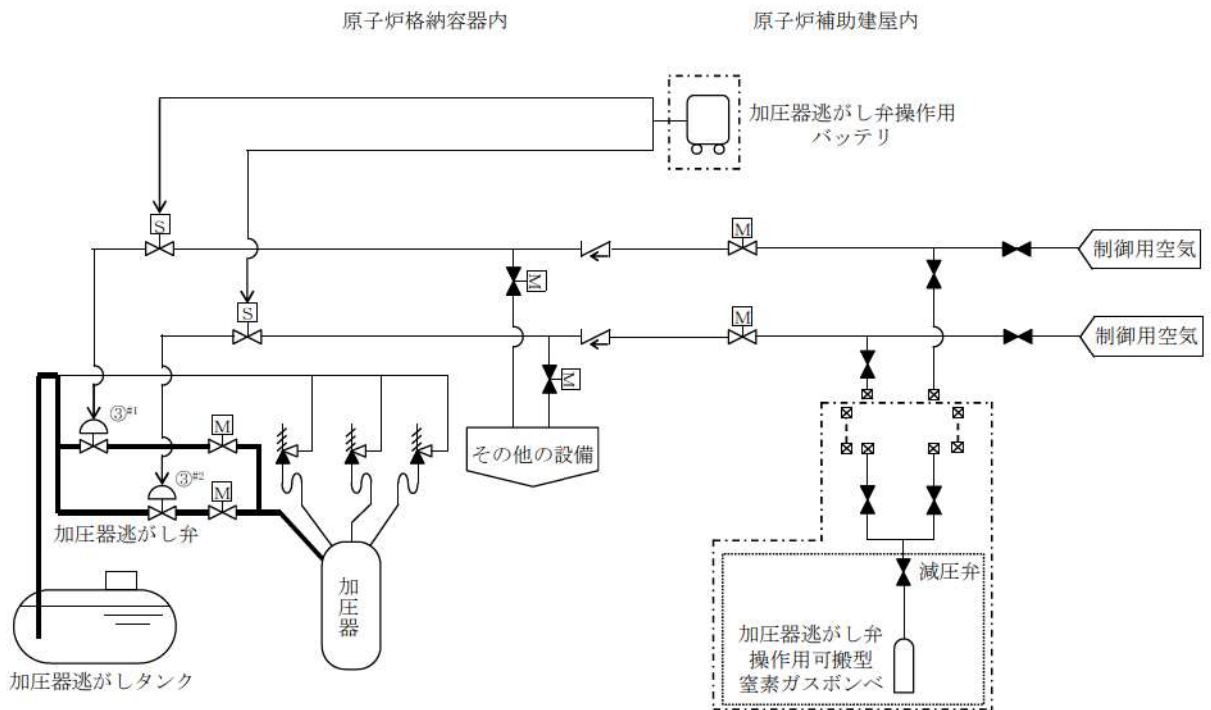 原子炉格納容器内
原子炉補助建屋内
加圧器逃がし弁操作用
バッテリ
S
M
制御用空気
M
S
M
制御用空気
M
③#1
M
その他の設備
③#2
M
加圧器逃がし弁
加圧器
減圧弁
加圧器逃がし弁
操作用可搬型
窒素ガスボンベ
加圧器逃がしタンク